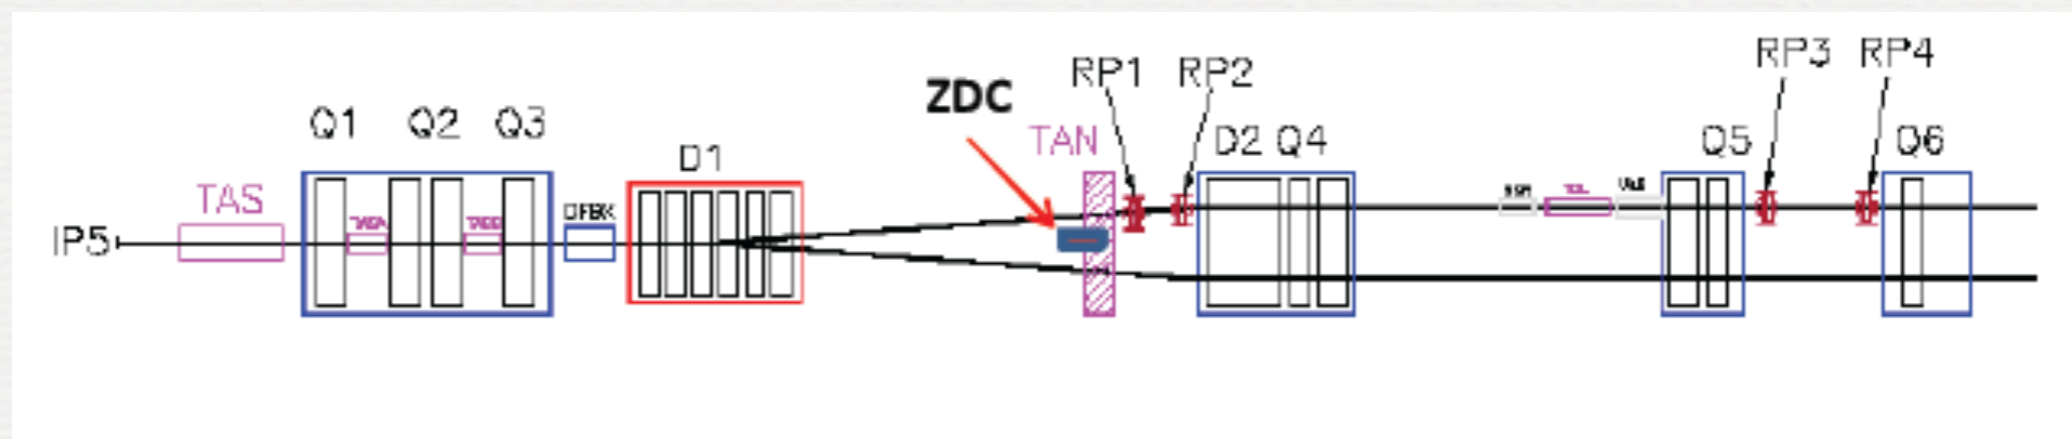 RP3 RP4
RP1 RP2
ZDC
Q1 Q2 Q3
TAN D2 Q4 Q5 Q6
D1
TAS
DFBX
IP5